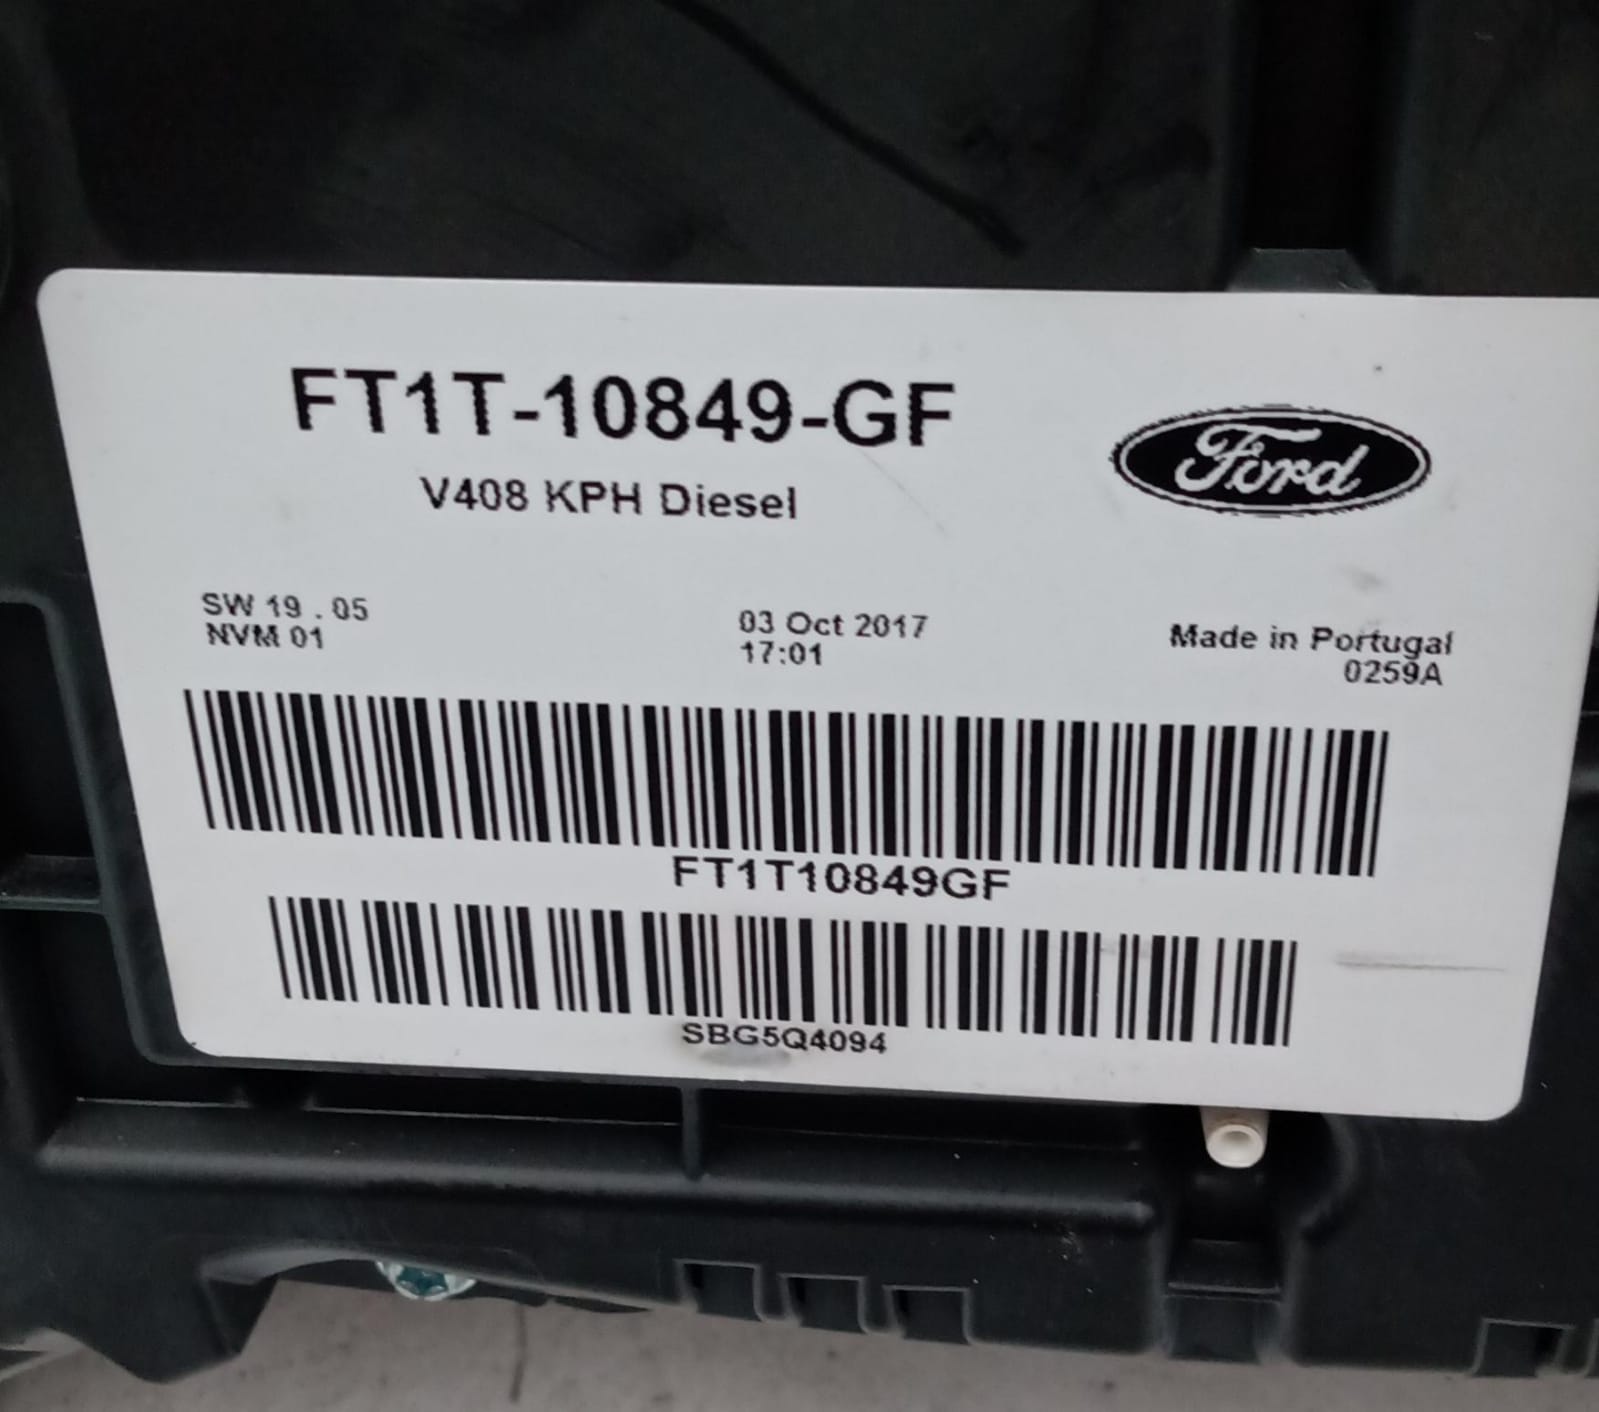 FT1T-10849-GF
Ford
V408 KPH Diesel
SW 19 . 05
NVM 01
03 Oct 2017
17:01
Made in Portugal
0259A
FT1T10849GF
SBG5Q4094